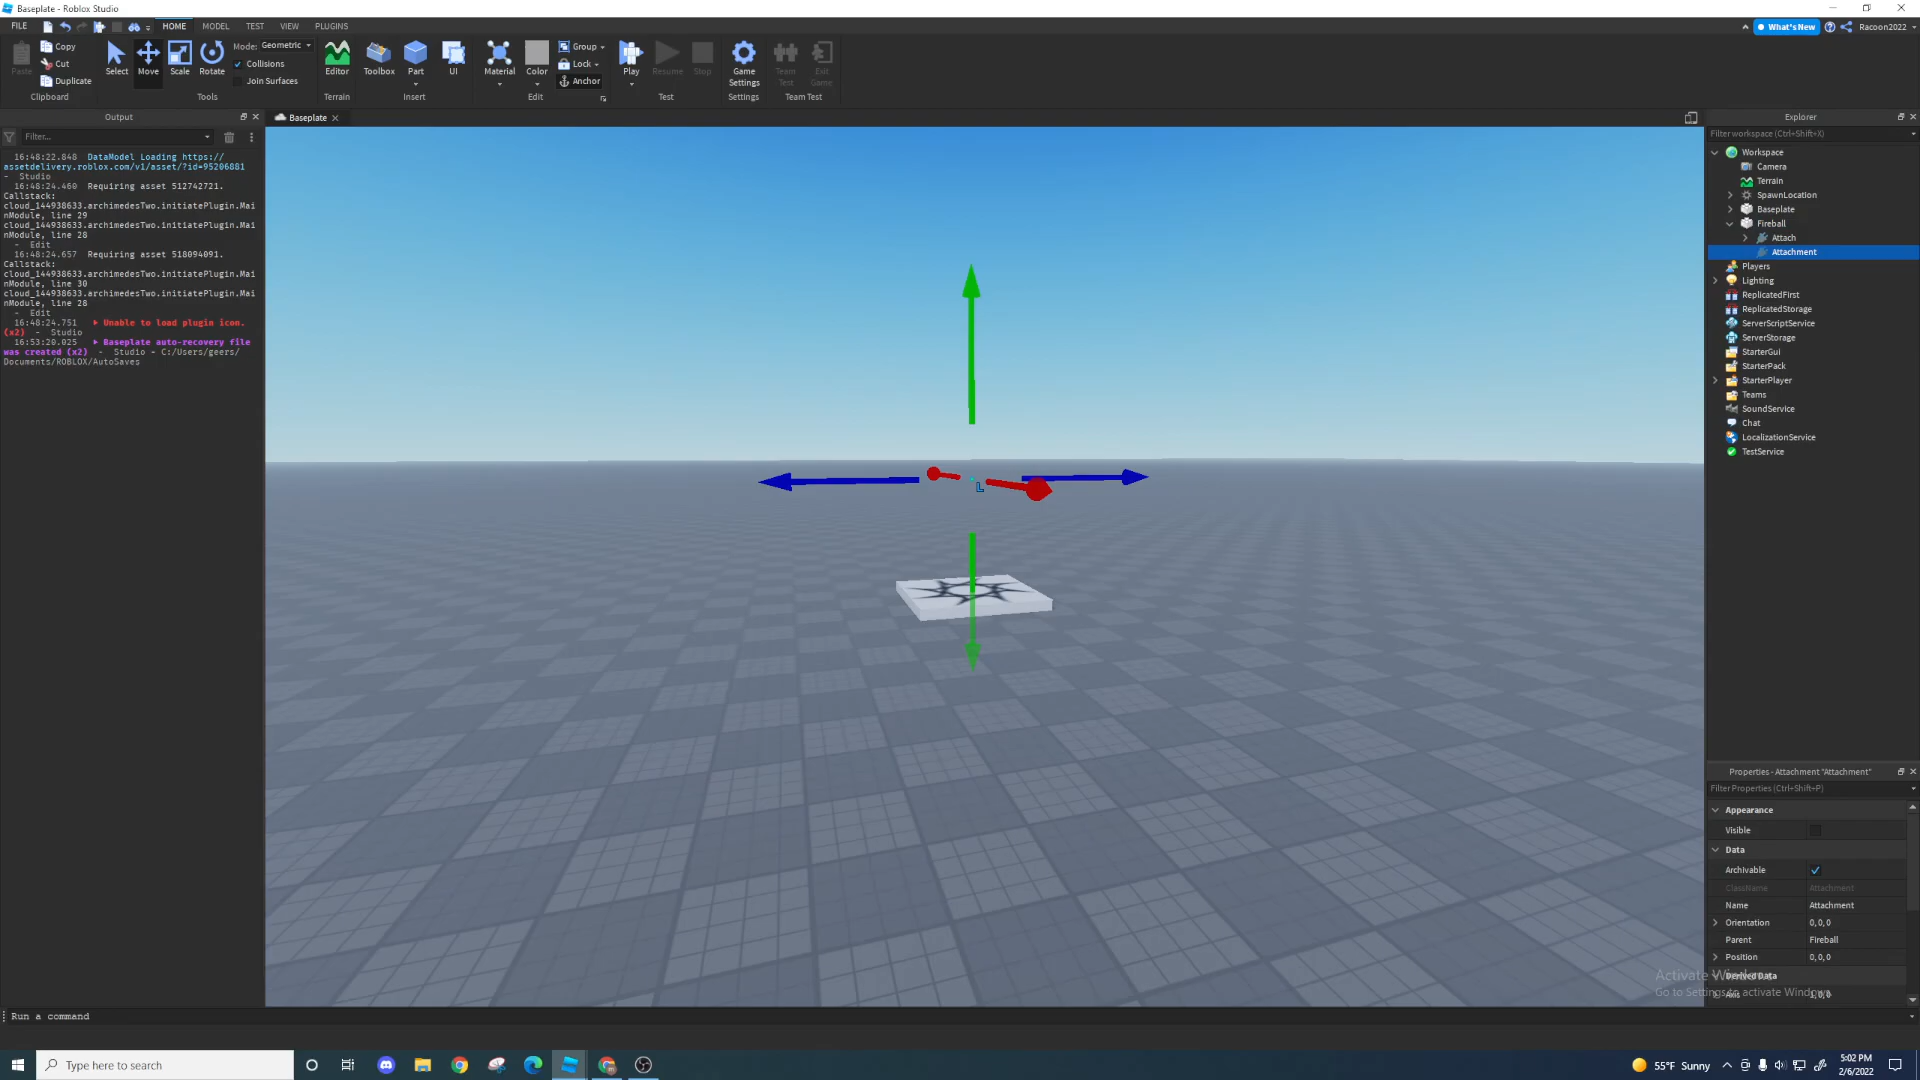 Baseplate - Roblox Studio
FILE
HOME
MODEL
TEST
VIEW
PLUGINS
What's New
Racoon2022
Paste
Copy
Cut
Duplicate
Clipboard
Select
Move
Scale
Rotate
Mode: Geometric
Collisions
Join Surfaces
Tools
Editor
Terrain
Toolbox
Part
UI
Insert
Material
Color
Group
Lock
Anchor
Edit
Play
Resume
Stop
Test
Game Settings
Settings
Team Test
Exit Game
Team Test
Output
Filter...
16:48:22.848 DataModel Loading https://
assetdelivery.roblox.com/v1/asset/?id=95206881
- Studio
16:48:24.460 Requiring asset 512742721.
Callstack:
cloud_144938633.archimedesTwo.initiatePlugin.Mai
nModule, line 29
cloud_144938633.archimedesTwo.initiatePlugin.Mai
nModule, line 28
- Edit
16:48:24.657 Requiring asset 518094091.
Callstack:
cloud_144938633.archimedesTwo.initiatePlugin.Mai
nModule, line 30
cloud_144938633.archimedesTwo.initiatePlugin.Mai
nModule, line 28
- Edit
16:48:24.751 Unable to load plugin icon.
(x2) - Studio
16:53:20.025 Baseplate auto-recovery file
was created (x2) - Studio - C:/Users/geers/
Documents/ROBLOX/AutoSaves
Baseplate
L
Explorer
Filter workspace (Ctrl+Shift+X)
Workspace
Camera
Terrain
SpawnLocation
Baseplate
Fireball
Attach
Attachment
Players
Lighting
ReplicatedFirst
ReplicatedStorage
ServerScriptService
ServerStorage
StarterGui
StarterPack
StarterPlayer
Teams
SoundService
Chat
LocalizationService
TestService
Properties - Attachment "Attachment"
Filter Properties (Ctrl+Shift+P)
Appearance
Visible
Data
Archivable
ClassName Attachment
Name Attachment
Orientation 0, 0, 0
Parent Fireball
Position 0, 0, 0
Derived Data
Axis 1, 0, 0
Activate Windows
Go to Settings to activate Windows.
Run a command
Type here to search
55°F Sunny
5:02 PM
2/6/2022